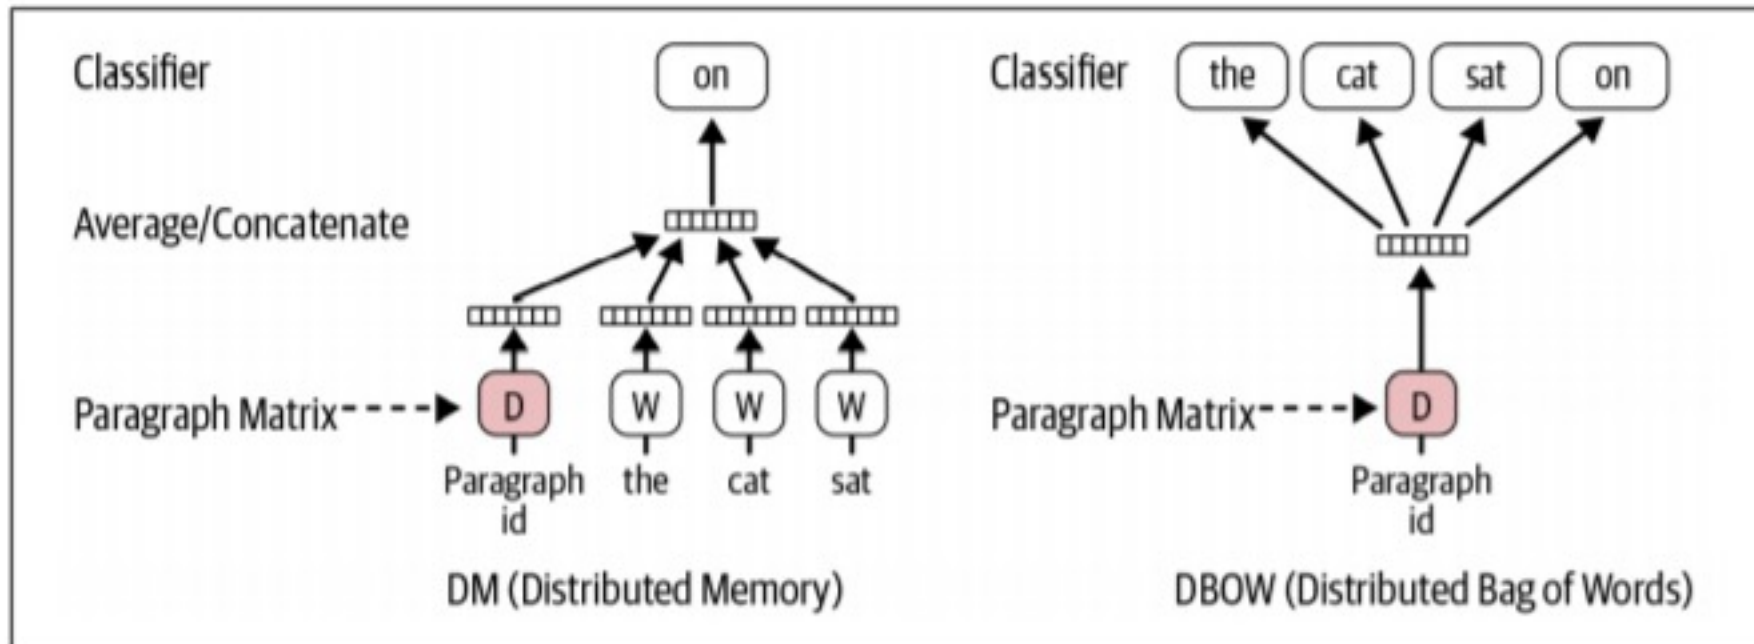 Classifier
on
Average/Concatenate
Paragraph Matrix
D
W
W
W
Paragraph
id
the
cat
sat
DM (Distributed Memory)
Classifier
the
cat
sat
on
Paragraph Matrix
D
Paragraph
id
DBOW (Distributed Bag of Words)